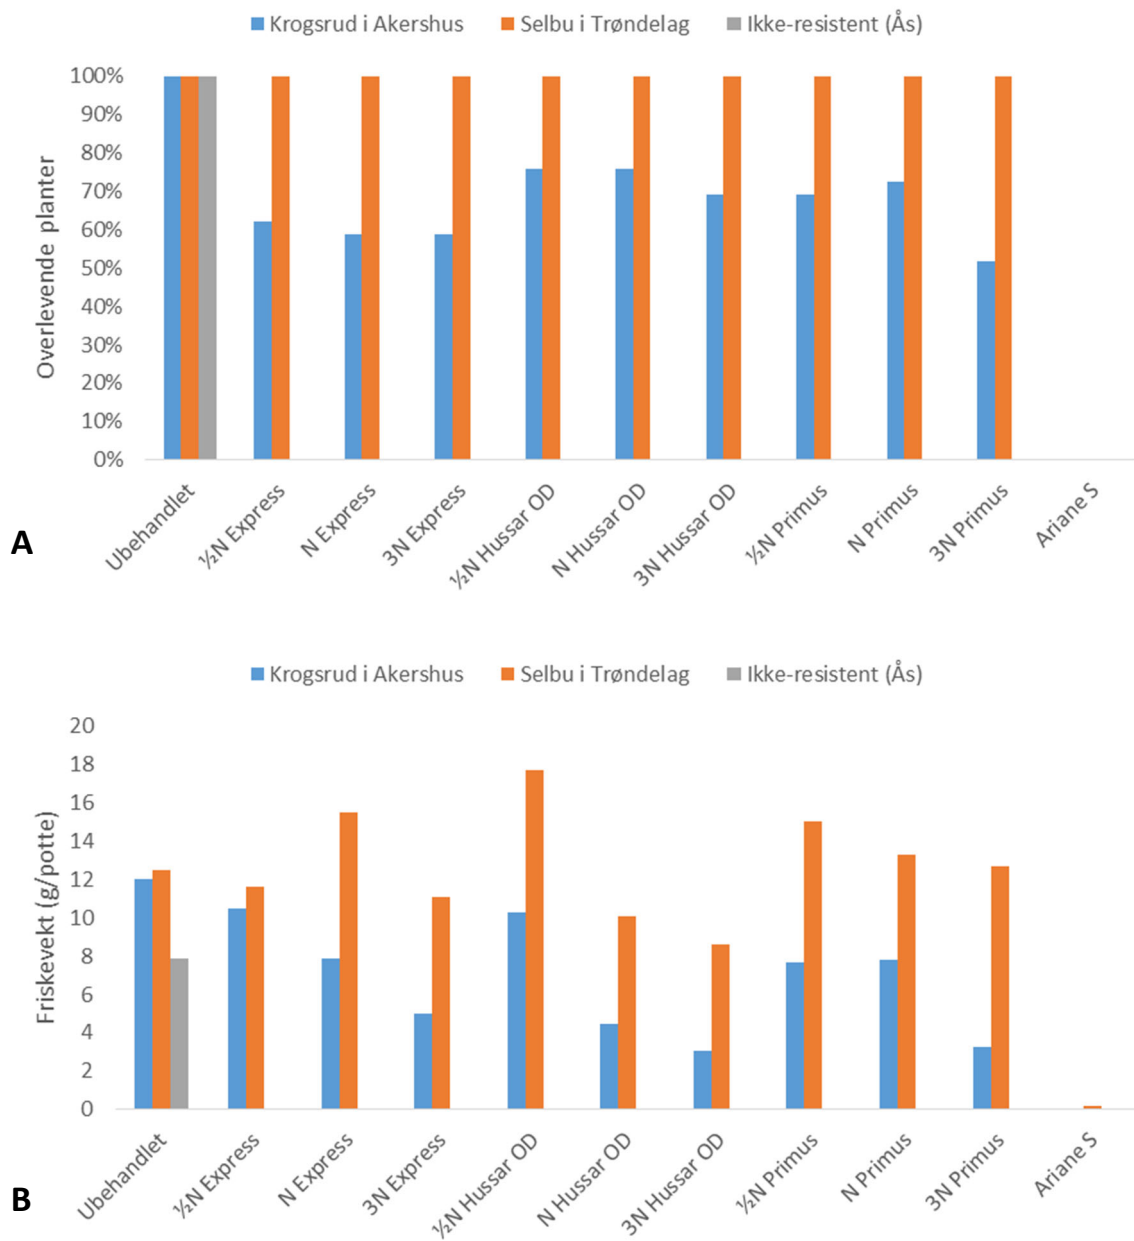 Krogsrud i Akershus Selbu i Trøndelag Ikke-resistent (Ås)
100%
90%
80%
70%
60%
50%
40%
30%
20%
10%
0%
Overlevende planter
Ubehandlet
½N Express
N Express
3N Express
½N Hussar OD
N Hussar OD
3N Hussar OD
½N Primus
N Primus
3N Primus
Ariane S
A
Krogsrud i Akershus Selbu i Trøndelag Ikke-resistent (Ås)
20
18
16
14
12
10
8
6
4
2
0
Friskevekt (g/potte)
Ubehandlet
½N Express
N Express
3N Express
½N Hussar OD
N Hussar OD
3N Hussar OD
½N Primus
N Primus
3N Primus
Ariane S
B